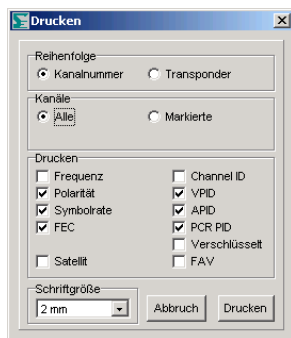 Drucken
Reihenfolge
Kanalnummer Transponder
Kanäle
Alle Markierte
Drucken
Frequenz Channel ID
Polarität VPID
Symbolrate APID
FEC PCR PID
Verschlüsselt
Satellit FAV
Schriftgröße
2 mm Abbruch Drucken